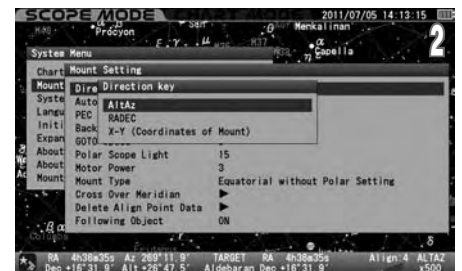 SCOPE MODE
2011/07/05 14:13:15
2
Procyon
M37
Menkalinan
Capella
System Menu
Chart
Mount Setting
Mount
Direction key
Syste
Auto
AltAz
Langu
PEC
RADEC
Initi
Back
X-Y (Coordinates of Mount)
Expan
GOTO
About
Polar Scope Light 15
About
Motor Power 3
Mount
Mount Type Equatorial without Polar Setting
Cross Over Meridian ▶
Delete Align Point Data ▶
Following Object ON
RA 4h38m35s Az 269°11.9' TARGET RA 4h38m35s Align:4 ALTAZ
Dec +16°31.9' Alt +26°47.5' Aldebaran Dec +16°31.9' x500